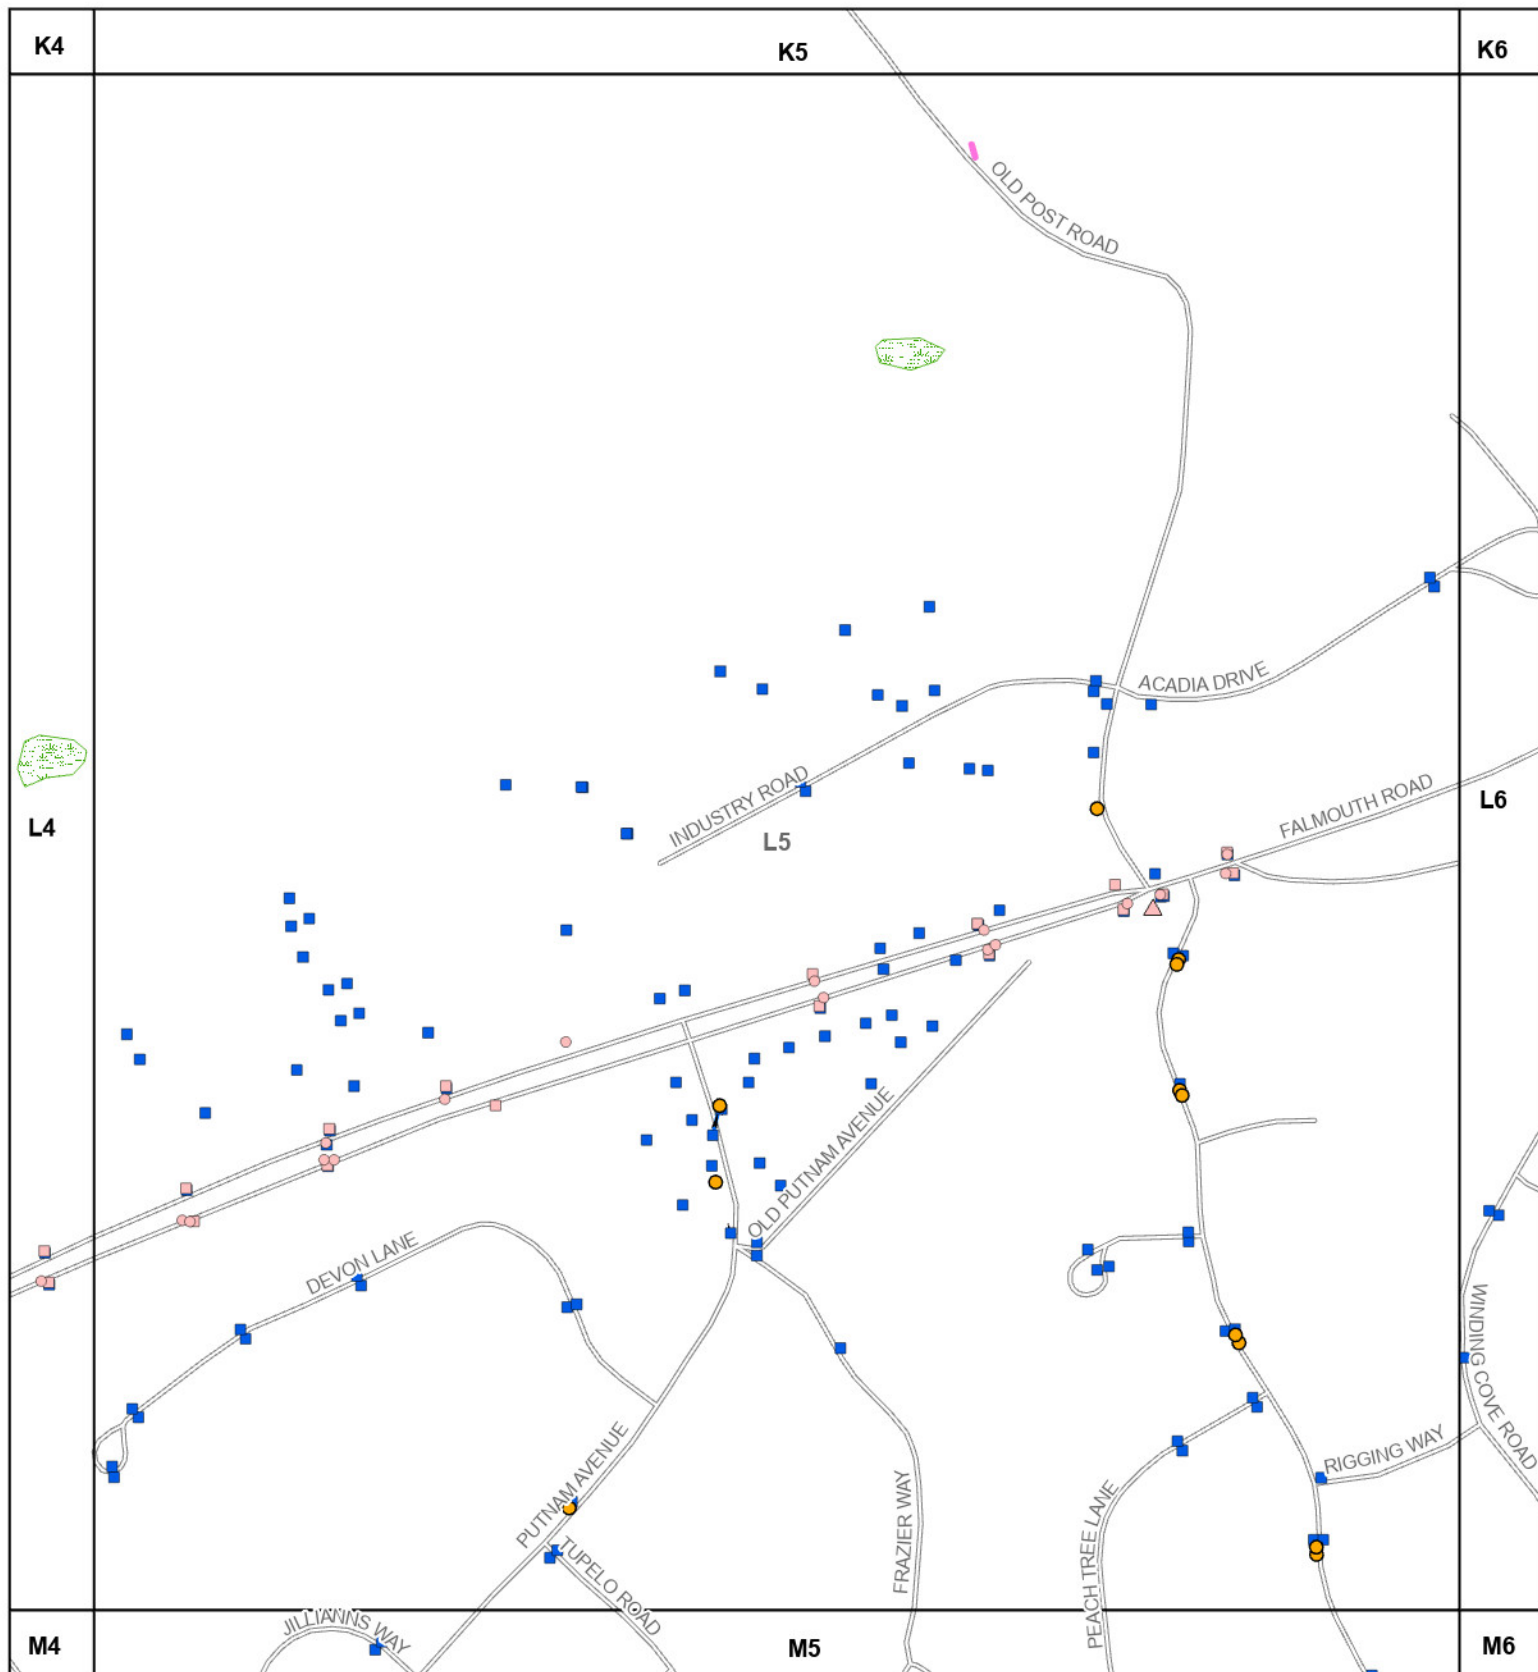 K4
K5
K6
OLD POST ROAD
ACADIA DRIVE
INDUSTRY ROAD
FALMOUTH ROAD
L4
L5
L6
OLD PUTNAM AVENUE
DEVON LANE
WINDING COVE ROAD
PUTNAM AVENUE
RIGGING WAY
FRAZIER WAY
PEACH TREE LANE
TUPELO ROAD
JILLIANNS WAY
M4
M5
M6